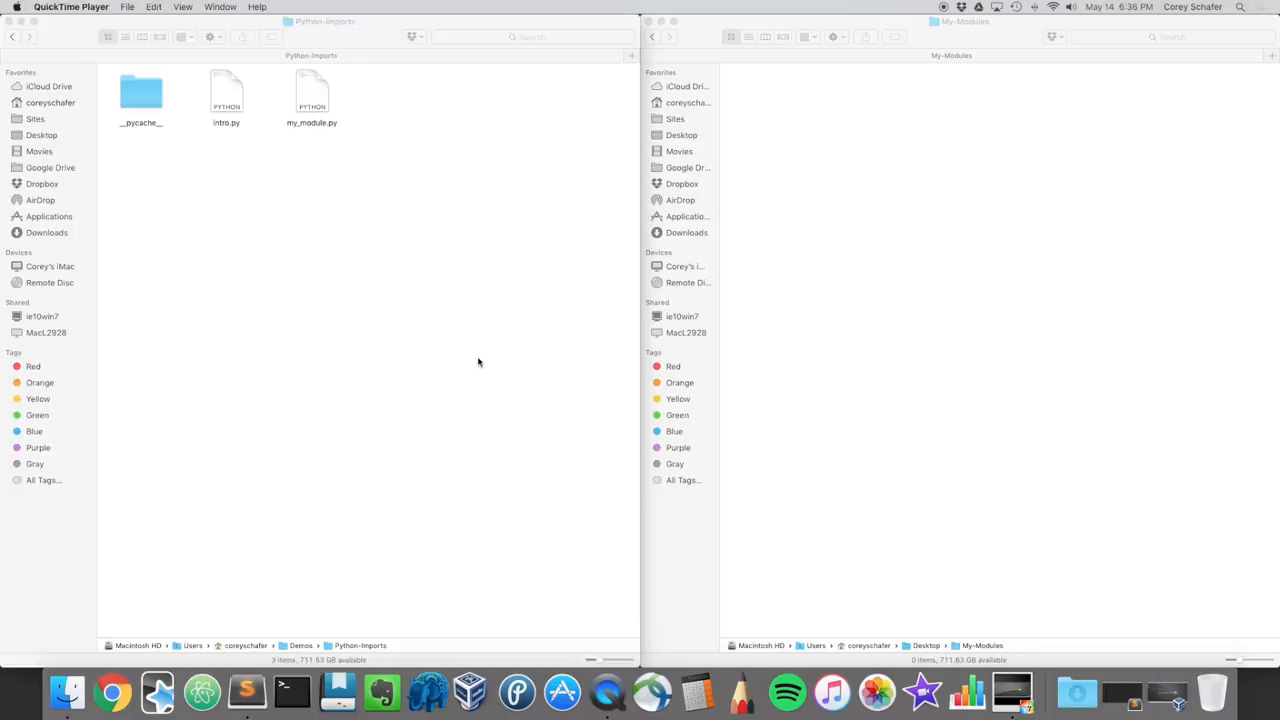 QuickTime Player File Edit View Window Help May 14 6:36 PM Corey Schafer
Python-Imports
Search
Python-Imports
Favorites
iCloud Drive
coreyschafer
Sites
Desktop
Movies
Google Drive
Dropbox
AirDrop
Applications
Downloads
Devices
Corey's iMac
Remote Disc
Shared
ie10win7
MacL2928
Tags
Red
Orange
Yellow
Green
Blue
Purple
Gray
All Tags...
PYTHON PYTHON
__pycache__ intro.py my_module.py
Macintosh HD Users coreyschafer Demos Python-Imports
3 items, 711.63 GB available
My-Modules
Search
My-Modules
Favorites
iCloud Dri...
coreyscha...
Sites
Desktop
Movies
Google Dr...
Dropbox
AirDrop
Applicatio...
Downloads
Devices
Corey's i...
Remote Di...
Shared
ie10win7
MacL2928
Tags
Red
Orange
Yellow
Green
Blue
Purple
Gray
All Tags...
Macintosh HD Users coreyschafer Desktop My-Modules
0 items, 711.63 GB available